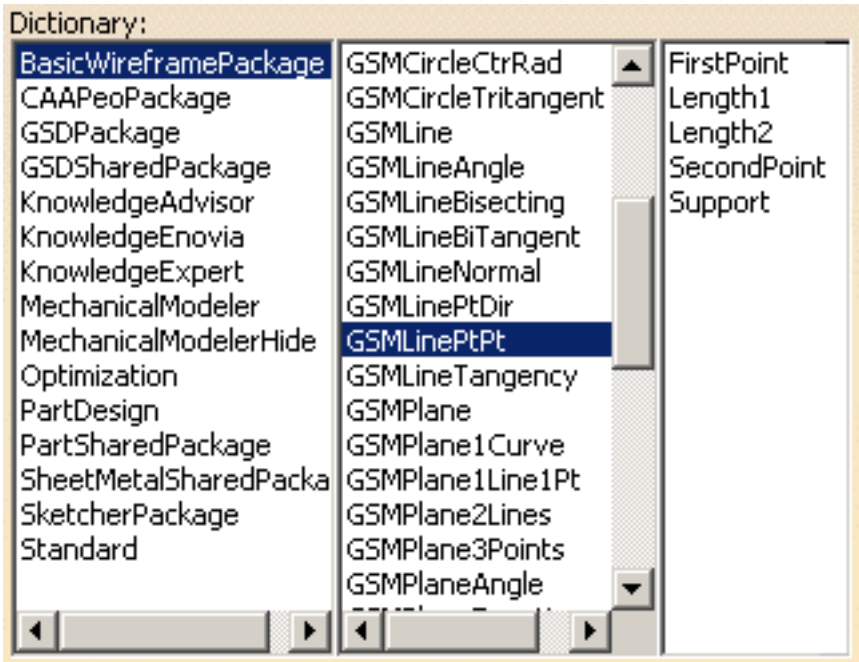 Dictionary:
BasicWireframePackage
CAAPeoPackage
GSDPackage
GSDSharedPackage
KnowledgeAdvisor
KnowledgeEnovia
KnowledgeExpert
MechanicalModeler
MechanicalModelerHide
Optimization
PartDesign
PartSharedPackage
SheetMetalSharedPacka
SketcherPackage
Standard
GSMCircleCtrRad
GSMCircleTritangent
GSMLine
GSMLineAngle
GSMLineBisecting
GSMLineBiTangent
GSMLineNormal
GSMLinePtDir
GSMLinePtPt
GSMLineTangency
GSMPlane
GSMPlane1Curve
GSMPlane1Line1Pt
GSMPlane2Lines
GSMPlane3Points
GSMPlaneAngle
FirstPoint
Length1
Length2
SecondPoint
Support